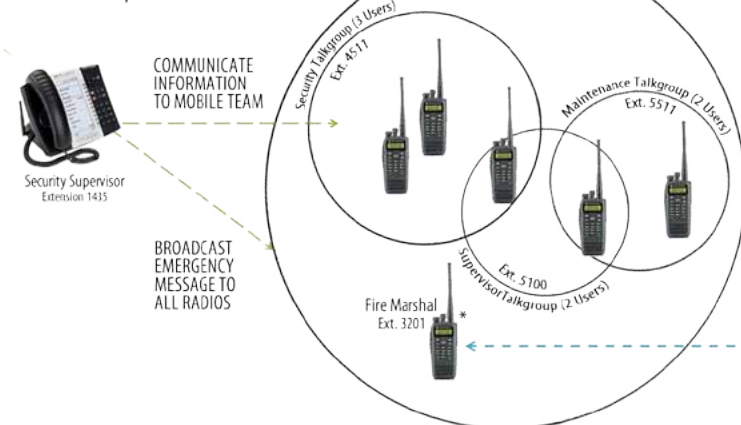 COMMUNICATE
INFORMATION
TO MOBILE TEAM
Security Supervisor
Extension 1435
BROADCAST
EMERGENCY
MESSAGE TO
ALL RADIOS
Security Talkgroup (3 Users)
Ext. 4511
Maintenance Talkgroup (2 Users)
Ext. 5511
Ext. 5100
SupervisorTalkgroup (2 Users)
Fire Marshal
Ext. 3201
*